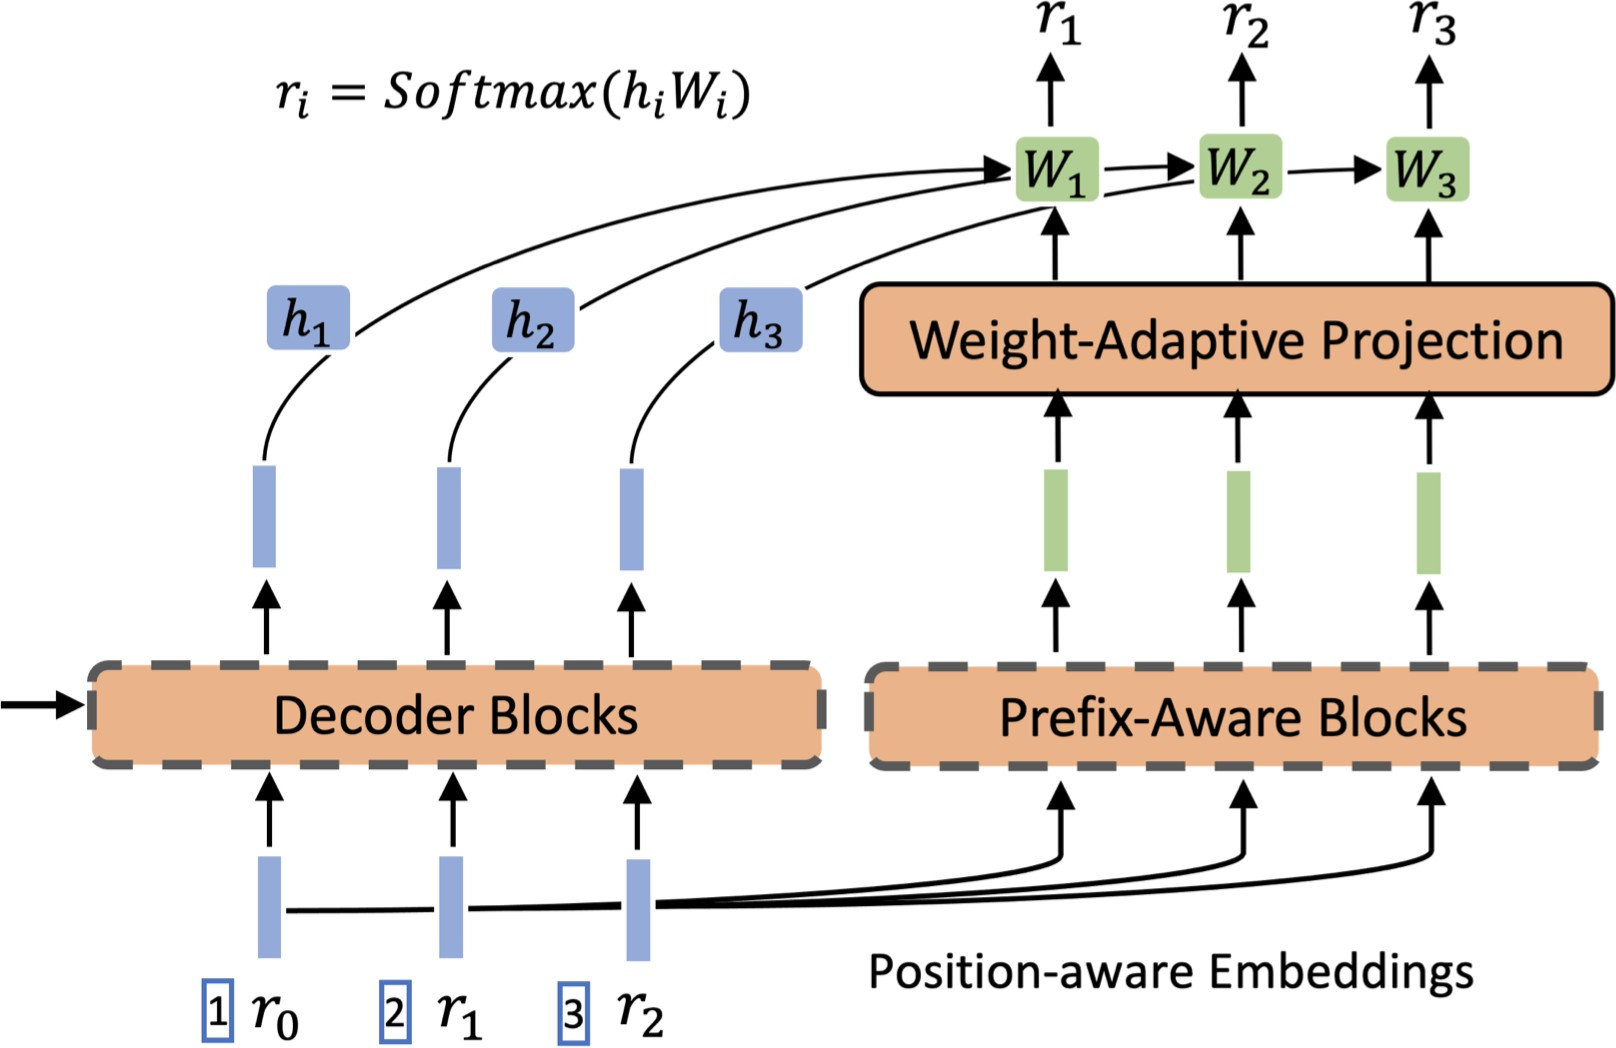 r₁ r₂ r₃
rᵢ = Softmax(hᵢWᵢ)
W₁ W₂ W₃
h₁ h₂ h₃
Weight-Adaptive Projection
Decoder Blocks
Prefix-Aware Blocks
Position-aware Embeddings
1 r₀ 2 r₁ 3 r₂